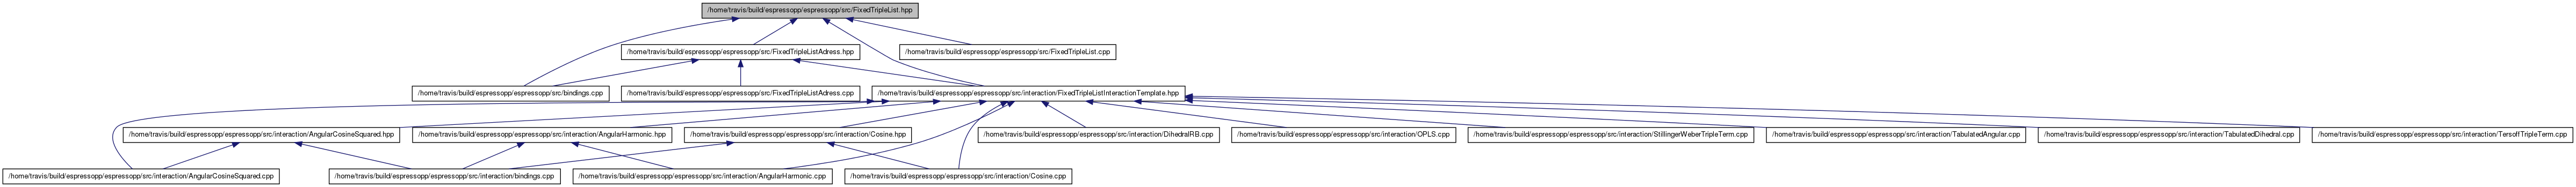 /home/travis/build/espressopp/espressopp/src/FixedTripleList.hpp
/home/travis/build/espressopp/espressopp/src/FixedTripleListAdress.hpp
/home/travis/build/espressopp/espressopp/src/FixedTripleList.cpp
/home/travis/build/espressopp/espressopp/src/bindings.cpp
/home/travis/build/espressopp/espressopp/src/FixedTripleListAdress.cpp
/home/travis/build/espressopp/espressopp/src/interaction/FixedTripleListInteractionTemplate.hpp
/home/travis/build/espressopp/espressopp/src/interaction/AngularCosineSquared.hpp
/home/travis/build/espressopp/espressopp/src/interaction/AngularHarmonic.hpp
/home/travis/build/espressopp/espressopp/src/interaction/Cosine.hpp
/home/travis/build/espressopp/espressopp/src/interaction/DihedralRB.cpp
/home/travis/build/espressopp/espressopp/src/interaction/OPLS.cpp
/home/travis/build/espressopp/espressopp/src/interaction/StillingerWeberTripleTerm.cpp
/home/travis/build/espressopp/espressopp/src/interaction/TabulatedAngular.cpp
/home/travis/build/espressopp/espressopp/src/interaction/TabulatedDihedral.cpp
/home/travis/build/espressopp/espressopp/src/interaction/TersoffTripleTerm.cpp
/home/travis/build/espressopp/espressopp/src/interaction/AngularCosineSquared.cpp
/home/travis/build/espressopp/espressopp/src/interaction/bindings.cpp
/home/travis/build/espressopp/espressopp/src/interaction/AngularHarmonic.cpp
/home/travis/build/espressopp/espressopp/src/interaction/Cosine.cpp